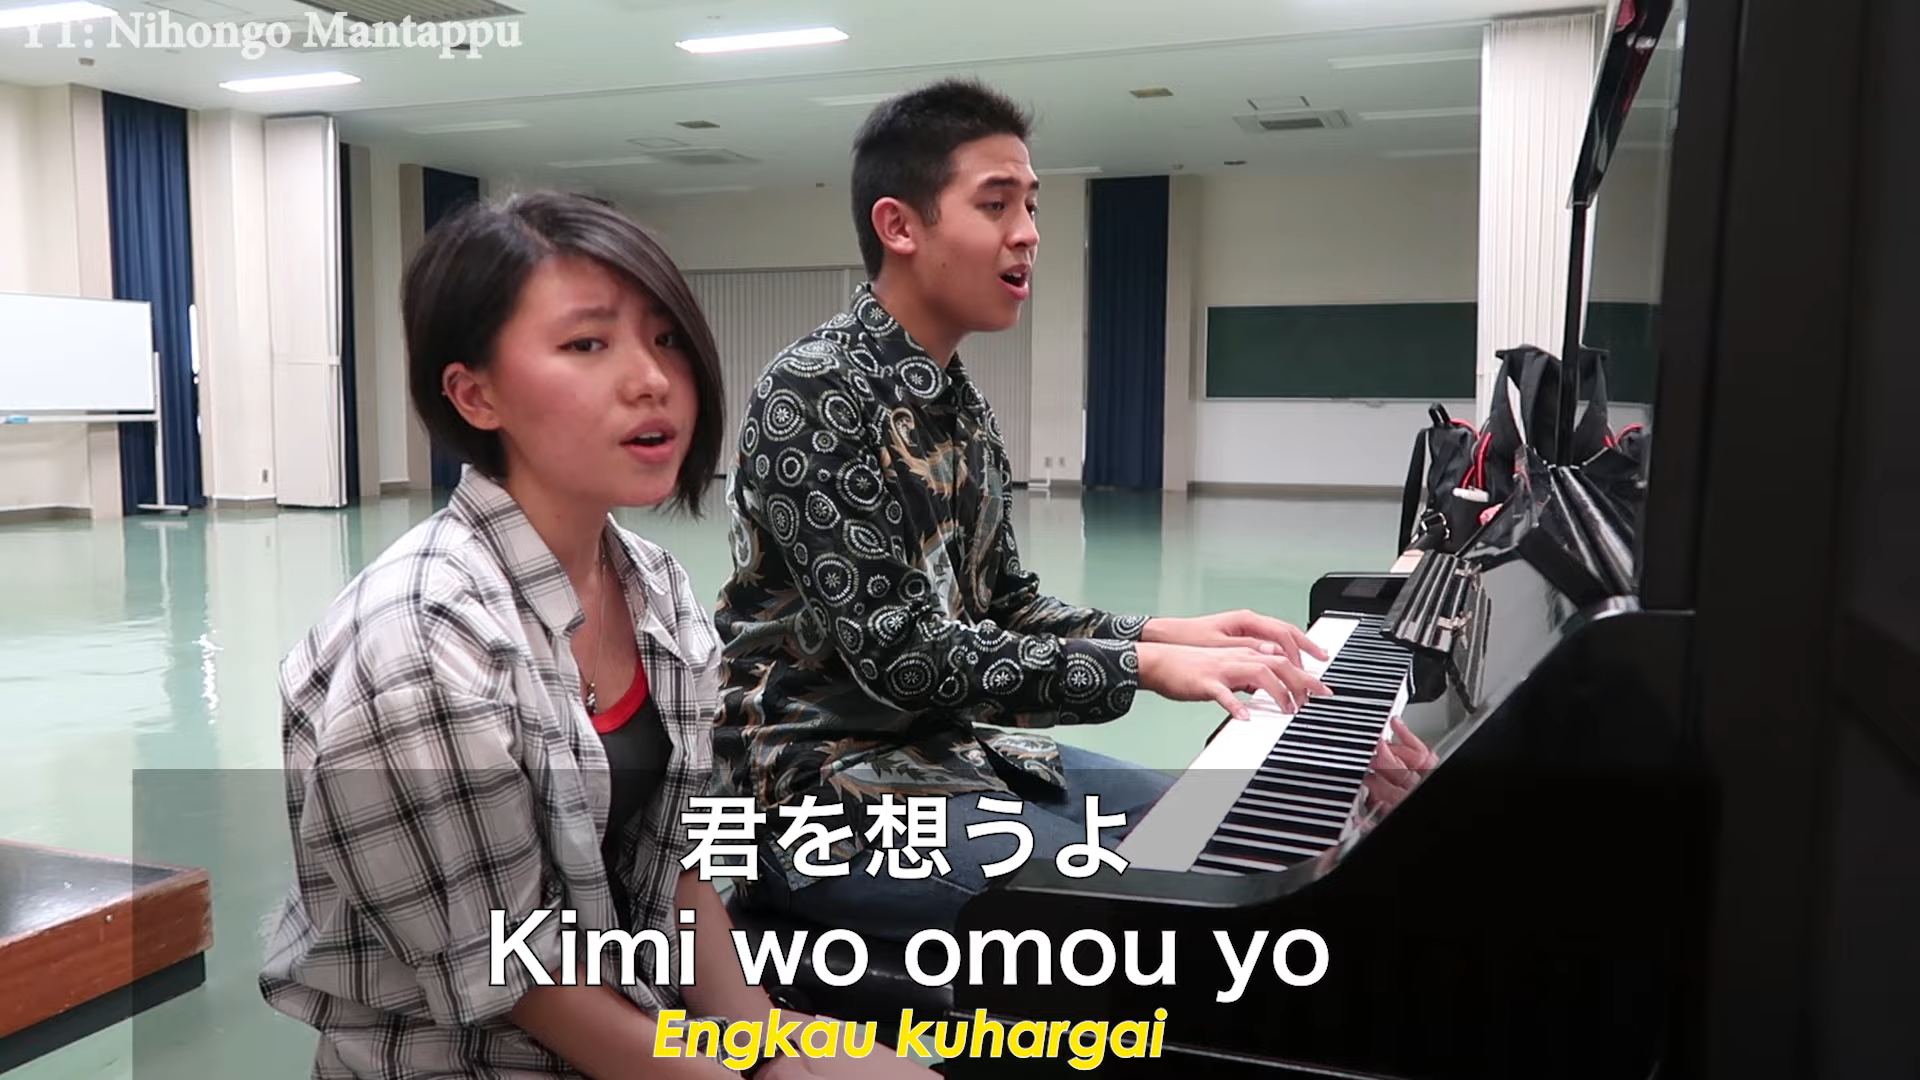 YT: Nihongo Mantappu
君を想うよ
Kimi wo omou yo
Engkau kuhargai